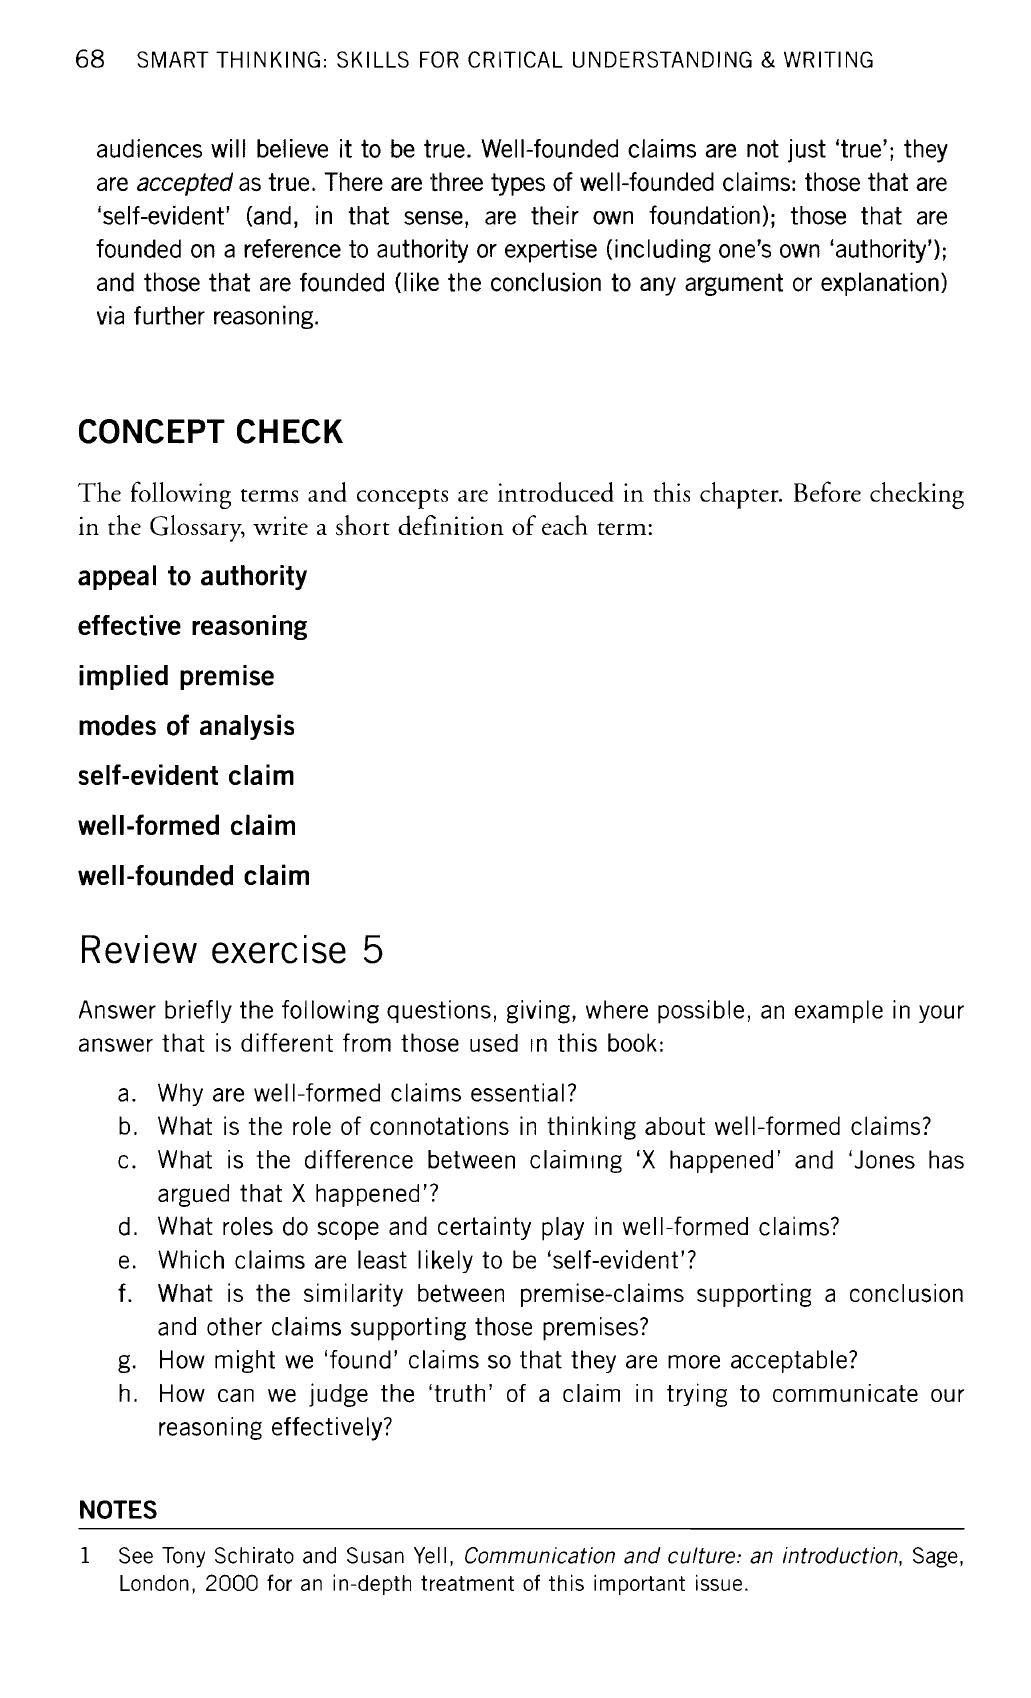 68 SMART THINKING: SKILLS FOR CRITICAL UNDERSTANDING & WRITING
audiences will believe it to be true. Well-founded claims are not just ‘true’; they
are accepted as true. There are three types of well-founded claims: those that are
‘self-evident’ (and, in that sense, are their own foundation); those that are
founded on a reference to authority or expertise (including one’s own ‘authority’);
and those that are founded (like the conclusion to any argument or explanation)
via further reasoning.
CONCEPT CHECK
The following terms and concepts are introduced in this chapter. Before checking
in the Glossary, write a short definition of each term:
appeal to authority
effective reasoning
implied premise
modes of analysis
self-evident claim
well-formed claim
well-founded claim
Review exercise 5
Answer briefly the following questions, giving, where possible, an example in your
answer that is different from those used in this book:
a. Why are well-formed claims essential?
b. What is the role of connotations in thinking about well-formed claims?
c. What is the difference between claiming ‘X happened’ and ‘Jones has
argued that X happened’?
d. What roles do scope and certainty play in well-formed claims?
e. Which claims are least likely to be ‘self-evident’?
f. What is the similarity between premise-claims supporting a conclusion
and other claims supporting those premises?
g. How might we ‘found’ claims so that they are more acceptable?
h. How can we judge the ‘truth’ of a claim in trying to communicate our
reasoning effectively?
NOTES
1 See Tony Schirato and Susan Yell, Communication and culture: an introduction, Sage,
London, 2000 for an in-depth treatment of this important issue.